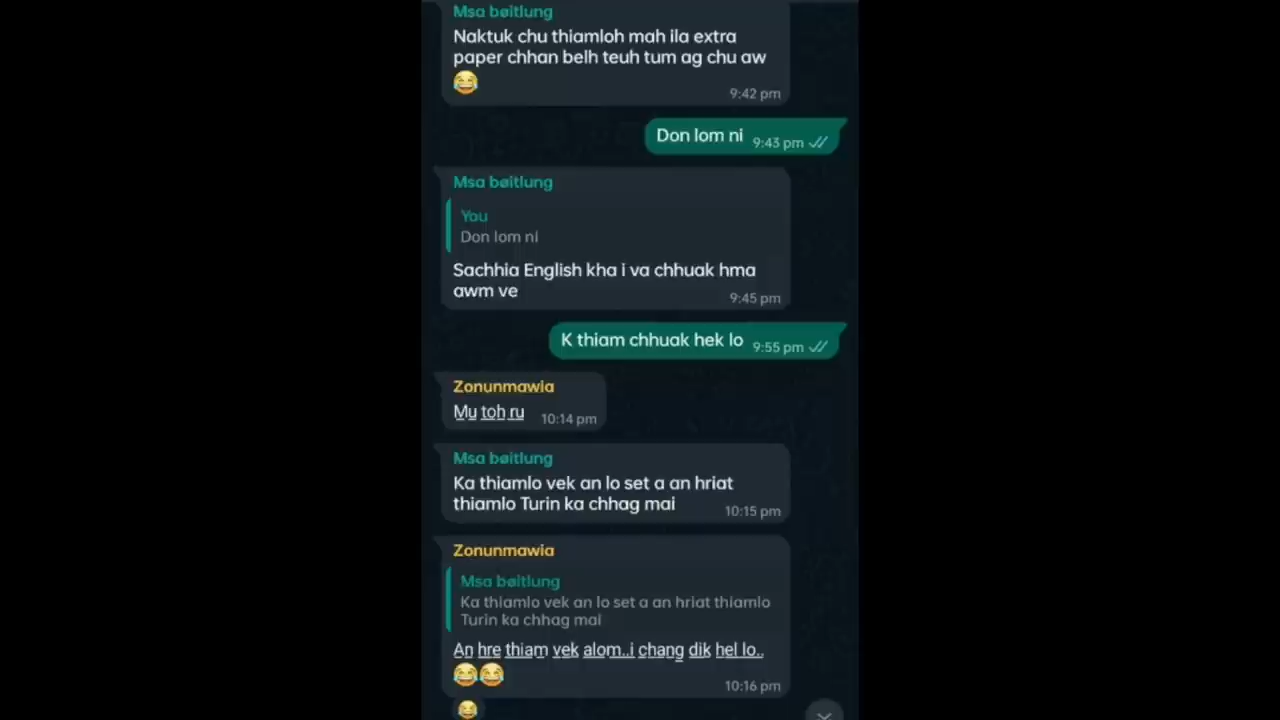 Msa bøitlung
Naktuk chu thiamloh mah ila extra
paper chhan belh teuh tum ag chu aw
😂
9:42 pm
Don lom ni 9:43 pm
Msa bøitlung
You
Don lom ni
Sachhia English kha i va chhuak hma
awm ve
9:45 pm
K thiam chhuak hek lo 9:55 pm
Zonunmawia
Mu toh ru 10:14 pm
Msa bøitlung
Ka thiamlo vek an lo set a an hriat
thiamlo Turin ka chhag mai
10:15 pm
Zonunmawia
Msa bøitlung
Ka thiamlo vek an lo set a an hriat thiamlo
Turin ka chhag mai
An hre thiam vek alom..i chang dik hel lo..
😂😂
10:16 pm
😂